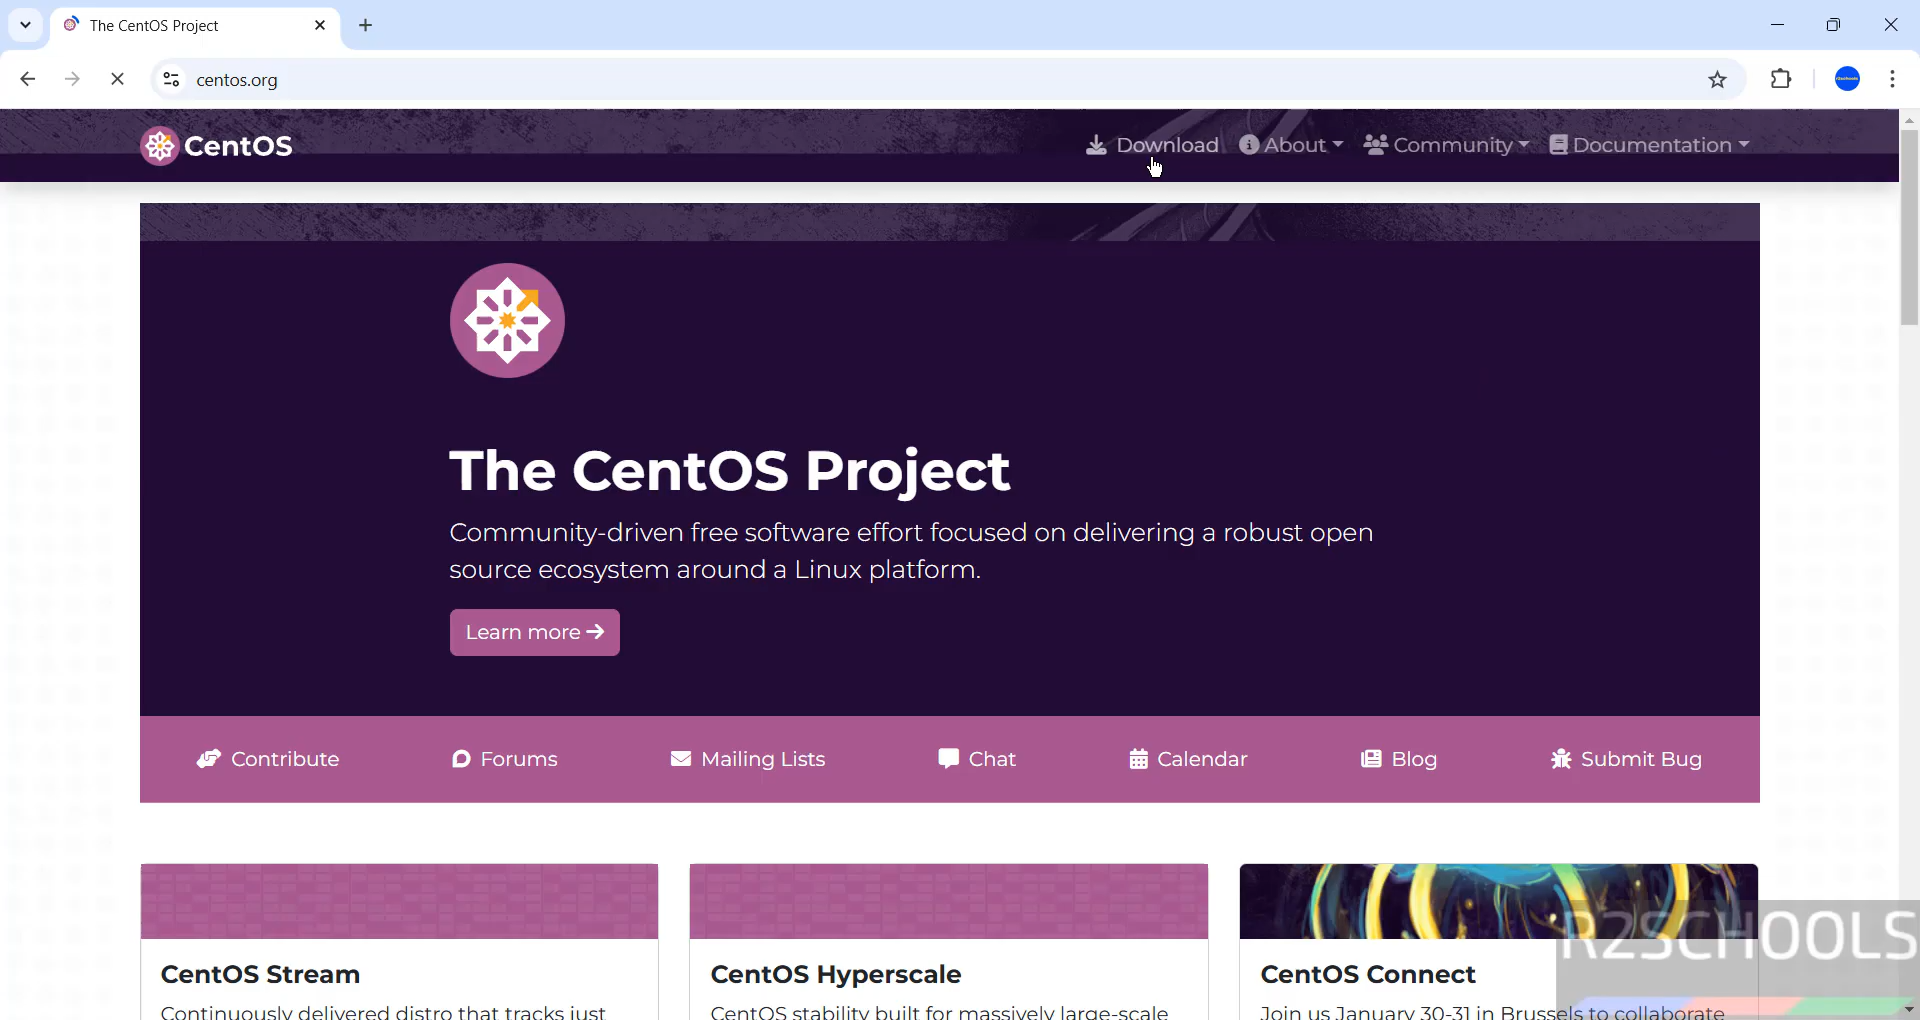 The CentOS Project
centos.org
CentOS
Download
About
Community
Documentation
The CentOS Project
Community-driven free software effort focused on delivering a robust open
source ecosystem around a Linux platform.
Learn more
Contribute
Forums
Mailing Lists
Chat
Calendar
Blog
Submit Bug
CentOS Stream
Continuously delivered distro that tracks just
CentOS Hyperscale
CentOS stability built for massively large-scale
CentOS Connect
Join us January 30-31 in Brussels to collaborate
R2SCHOOLS